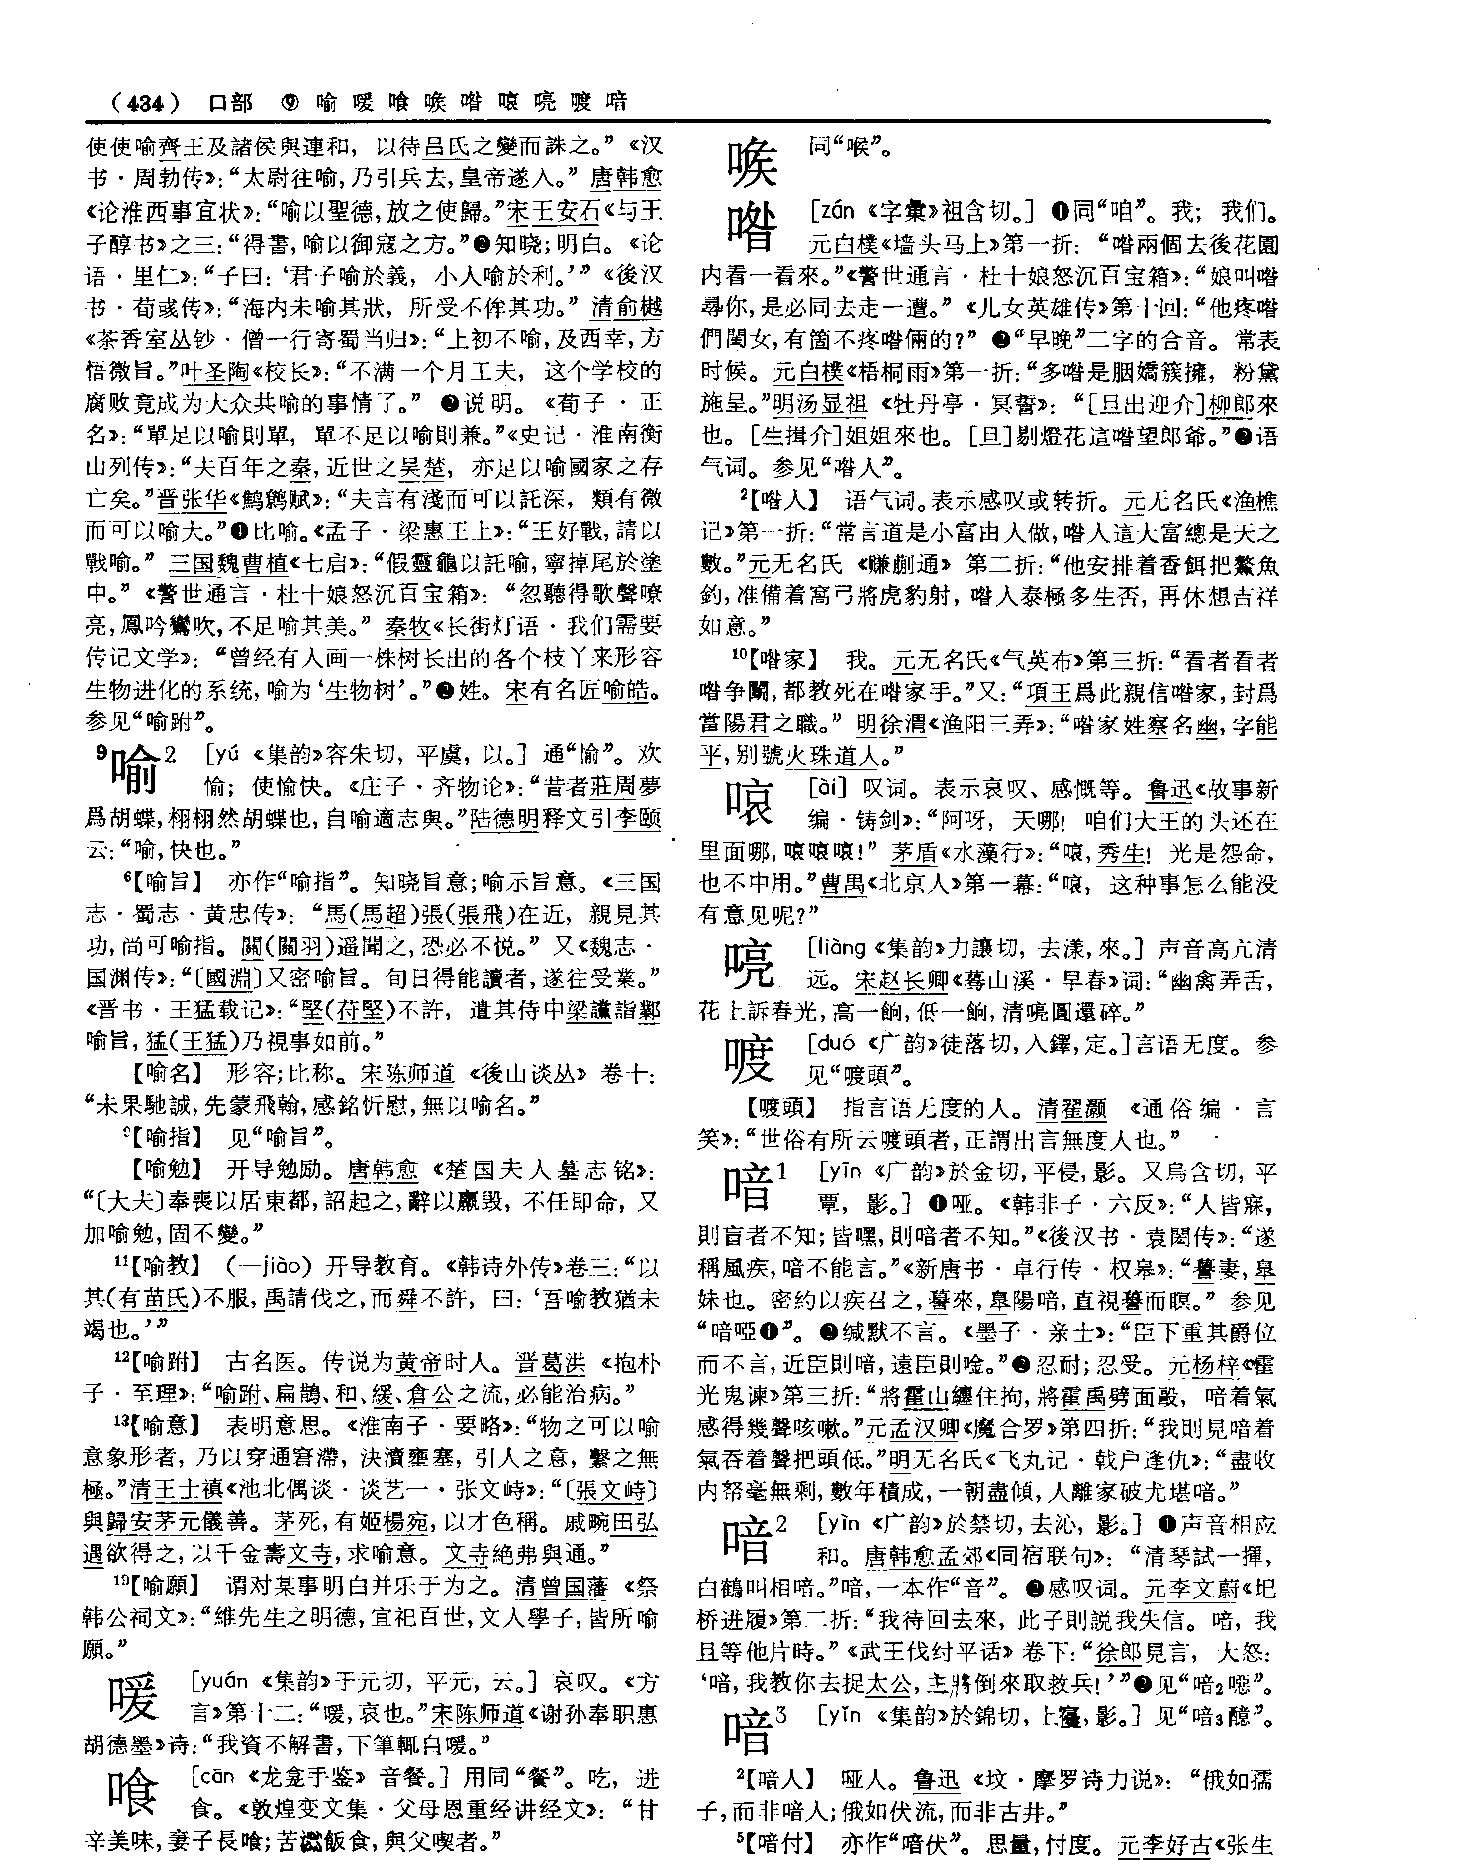 （434） 口部 ⑨ 喻 喛 飡 㗋 喒 㗒 喨 喥 喑
使使喻齊王及諸侯與連和，以待吕氏之變而誅之。”《汉
书·周勃传》：“太尉往喻，乃引兵去，皇帝遂入。”唐韩愈
《论淮西事宜状》：“喻以聖德，放之使歸。”宋王安石《与王
子醇书》之三：“得書，喻以御寇之方。”❷知晓；明白。《论
语·里仁》：“子曰：‘君子喻於義，小人喻於利。’”《後汉
书·荀彧传》：“海内未喻其狀，所受不侔其功。”清俞樾
《茶香室丛钞·僧一行寄蜀当归》：“上初不喻，及西幸，方
悟微旨。”叶圣陶《校长》：“不满一个月工夫，这个学校的
腐败竟成为大众共喻的事情了。”❸说明。《荀子·正
名》：“單足以喻則單，單不足以喻則兼。”《史记·淮南衡
山列传》：“夫百年之秦，近世之吴楚，亦足以喻國家之存
亡矣。”晋张华《鹪鹩赋》：“夫言有淺而可以託深，類有微
而可以喻大。”❹比喻。《孟子·梁惠王上》：“王好戰，請以
戰喻。”三国魏曹植《七启》：“假靈龜以託喻，寧掉尾於塗
中。”《警世通言·杜十娘怒沉百宝箱》：“忽聽得歌聲嘹
亮，鳳吟鸞吹，不足喻其美。”秦牧《长街灯语·我们需要
传记文学》：“曾经有人画一株树长出的各个枝丫来形容
生物进化的系统，喻为‘生物树’。”❺姓。宋有名匠喻皓。
参见“喻跗”。
⁹喻2 [yú《集韵》容朱切，平虞，以。]通“愉”。欢
愉；使愉快。《庄子·齐物论》：“昔者莊周夢
爲胡蝶，栩栩然胡蝶也，自喻適志與。”陆德明释文引李颐
云：“喻，快也。”
⁶【喻旨】 亦作“喻指”。知晓旨意；喻示旨意。《三国
志·蜀志·黄忠传》：“馬(馬超)張(張飛)在近，親見其
功，尚可喻指。關(關羽)遥聞之，恐必不悦。”又《魏志·
国渊传》：“〔國淵〕又密喻旨。旬日得能讀者，遂往受業。”
《晋书·王猛载记》：“堅(苻堅)不許，遣其侍中梁讜詣鄴
喻旨，猛(王猛)乃視事如前。”
【喻名】 形容；比称。宋陈师道《後山谈丛》卷十：
“未果馳誠，先蒙飛翰，感銘忻慰，無以喻名。”
⁹【喻指】 见“喻旨”。
【喻勉】 开导勉励。唐韩愈《楚国夫人墓志铭》：
“〔大夫〕奉喪以居東都，詔起之，辭以羸毁，不任即命，又
加喻勉，固不變。”
¹¹【喻教】 （—jiào）开导教育。《韩诗外传》卷三：“以
其(有苗氏)不服，禹請伐之，而舜不許，曰：‘吾喻教猶未
竭也。’”
¹²【喻跗】 古名医。传说为黄帝时人。晋葛洪《抱朴
子·至理》：“喻跗、扁鹊、和、緩、倉公之流，必能治病。”
¹³【喻意】 表明意思。《淮南子·要略》：“物之可以喻
意象形者，乃以穿通窘滯，決瀆壅塞，引人之意，繫之無
極。”清王士禛《池北偶谈·谈艺一·张文峙》：“〔張文峙〕
與歸安茅元儀善。茅死，有姬楊宛，以才色稱。戚畹田弘
遇欲得之，以千金壽文寺，求喻意。文寺絶弗與通。”
¹⁹【喻願】 谓对某事明白并乐于为之。清曾国藩《祭
韩公祠文》：“維先生之明德，宜祀百世，文人學子，皆所喻
願。”
喛 [yuán《集韵》于元切，平元，云。]哀叹。《方
言》第十二：“喛，哀也。”宋陈师道《谢孙奉职惠
胡德墨》诗：“我資不解書，下筆輒自喛。”
喰 [cān《龙龛手鉴》音餐。]用同“餐”。吃，进
食。《敦煌变文集·父母恩重经讲经文》：“甘
辛美味，妻子長喰；苦澀飯食，與父喫者。”
㗋 同“喉”。
喒 [zán《字彙》祖含切。]❶同“咱”。我；我们。
元白樸《墙头马上》第一折：“喒兩個去後花園
内看一看來。”《警世通言·杜十娘怒沉百宝箱》：“娘叫喒
尋你，是必同去走一遭。”《儿女英雄传》第十回：“他疼喒
們閨女，有箇不疼喒倆的？”❷“早晚”二字的合音。常表
时候。元白樸《梧桐雨》第一折：“多喒是胭嬌簇擁，粉黛
施呈。”明汤显祖《牡丹亭·冥誓》：“［旦出迎介］柳郎來
也。［生揖介］姐姐來也。［旦］剔燈花這喒望郎爺。”❸语
气词。参见“喒人”。
²【喒人】 语气词。表示感叹或转折。元无名氏《渔樵
记》第一折：“常言道是小富由人做，喒人這大富總是天之
數。”元无名氏《赚蒯通》第二折：“他安排着香餌把鰲魚
釣，准備着窩弓將虎豹射，喒人泰極多生否，再休想吉祥
如意。”
¹⁰【喒家】 我。元无名氏《气英布》第三折：“看者看者
喒争鬭，都教死在喒家手。”又：“項王爲此親信喒家，封爲
當陽君之職。”明徐渭《渔阳三弄》：“喒家姓察名幽，字能
平，别號火珠道人。”
㗒 [ài]叹词。表示哀叹、感慨等。鲁迅《故事新
编·铸剑》：“阿呀，天哪！咱们大王的头还在
里面哪，㗒㗒㗒！”茅盾《水藻行》：“㗒，秀生！光是怨命，
也不中用。”曹禺《北京人》第一幕：“㗒，这种事怎么能没
有意见呢？”
喨 [liàng《集韵》力讓切，去漾，來。]声音高亢清
远。宋赵长卿《蓦山溪·早春》词：“幽禽弄舌，
花上訴春光，高一餉，低一餉，清喨圓還碎。”
喥 [duó《广韵》徒落切，入鐸，定。]言语无度。参
见“喥頭”。
【喥頭】 指言语无度的人。清翟灏《通俗编·言
笑》：“世俗有所云喥頭者，正謂出言無度人也。”
喑1 [yīn《广韵》於金切，平侵，影。又烏含切，平
覃，影。]❶哑。《韩非子·六反》：“人皆寐，
則盲者不知；皆嘿，則喑者不知。”《後汉书·袁闳传》：“遂
稱風疾，喑不能言。”《新唐书·卓行传·权皋》：“謩妻，皋
妹也。密約以疾召之，謩來，皋陽喑，直視謩而瞑。”参见
“喑啞❶”。❷缄默不言。《墨子·亲士》：“臣下重其爵位
而不言，近臣則喑，遠臣則唫。”❸忍耐；忍受。元杨梓《霍
光鬼谏》第三折：“將霍山纏住拘，將霍禹劈面毆，喑着氣
感得幾聲咳嗽。”元孟汉卿《魔合罗》第四折：“我則見喑着
氣吞着聲把頭低。”明无名氏《飞丸记·戟户逢仇》：“盡收
内帑毫無剩，數年積成，一朝盡傾，人離家破尤堪喑。”
喑2 [yìn《广韵》於禁切，去沁，影。]❶声音相应
和。唐韩愈孟郊《同宿联句》：“清琴試一揮，
白鶴叫相喑。”喑，一本作“音”。❷感叹词。元李文蔚《圯
桥进履》第二折：“我待回去來，此子則説我失信。喑，我
且等他片時。”《武王伐纣平话》卷下：“徐郎見言，大怒：
‘喑，我教你去捉太公，主將倒來取救兵！’”❸见“喑2噁”。
喑3 [yǐn《集韵》於錦切，上寑，影。]见“喑3醷”。
²【喑人】 哑人。鲁迅《坟·摩罗诗力说》：“俄如孺
子，而非喑人；俄如伏流，而非古井。”
⁵【喑付】 亦作“喑伏”。思量，忖度。元李好古《张生